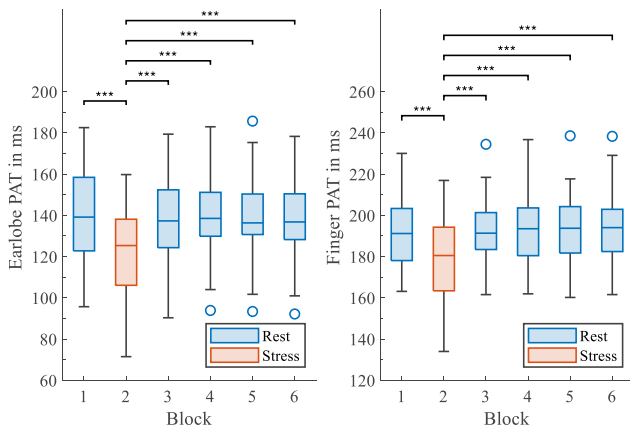 ***
***
***
***
***
Earlobe PAT in ms
200
180
160
140
120
100
80
60
Rest
Stress
1 2 3 4 5 6
Block
***
***
***
***
***
Finger PAT in ms
260
240
220
200
180
160
140
120
Rest
Stress
1 2 3 4 5 6
Block